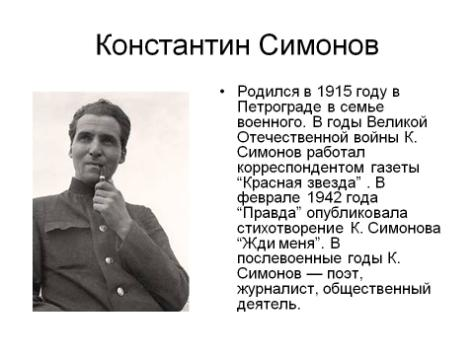 Константин Симонов
• Родился в 1915 году в
Петрограде в семье
военного. В годы Великой
Отечественной войны К.
Симонов работал
корреспондентом газеты
“Красная звезда” . В
феврале 1942 года
“Правда” опубликовала
стихотворение К. Симонова
“Жди меня”. В
послевоенные годы К.
Симонов — поэт,
журналист, общественный
деятель.